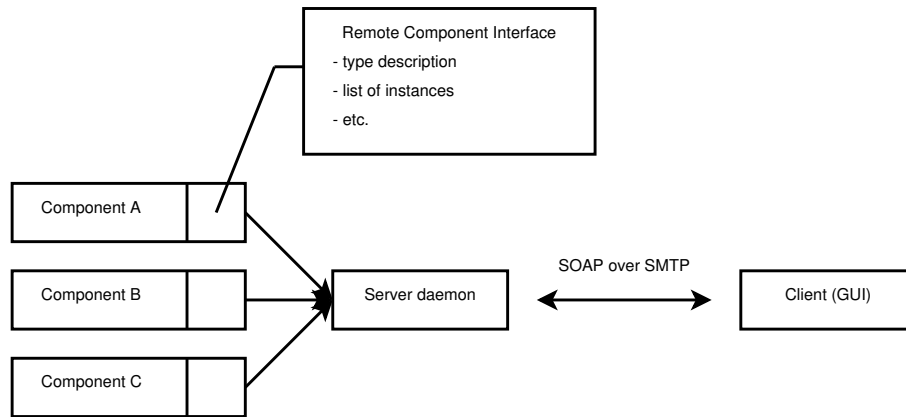 Remote Component Interface
- type description
- list of instances
- etc.
Component A
SOAP over SMTP
Component B
Server daemon
Client (GUI)
Component C